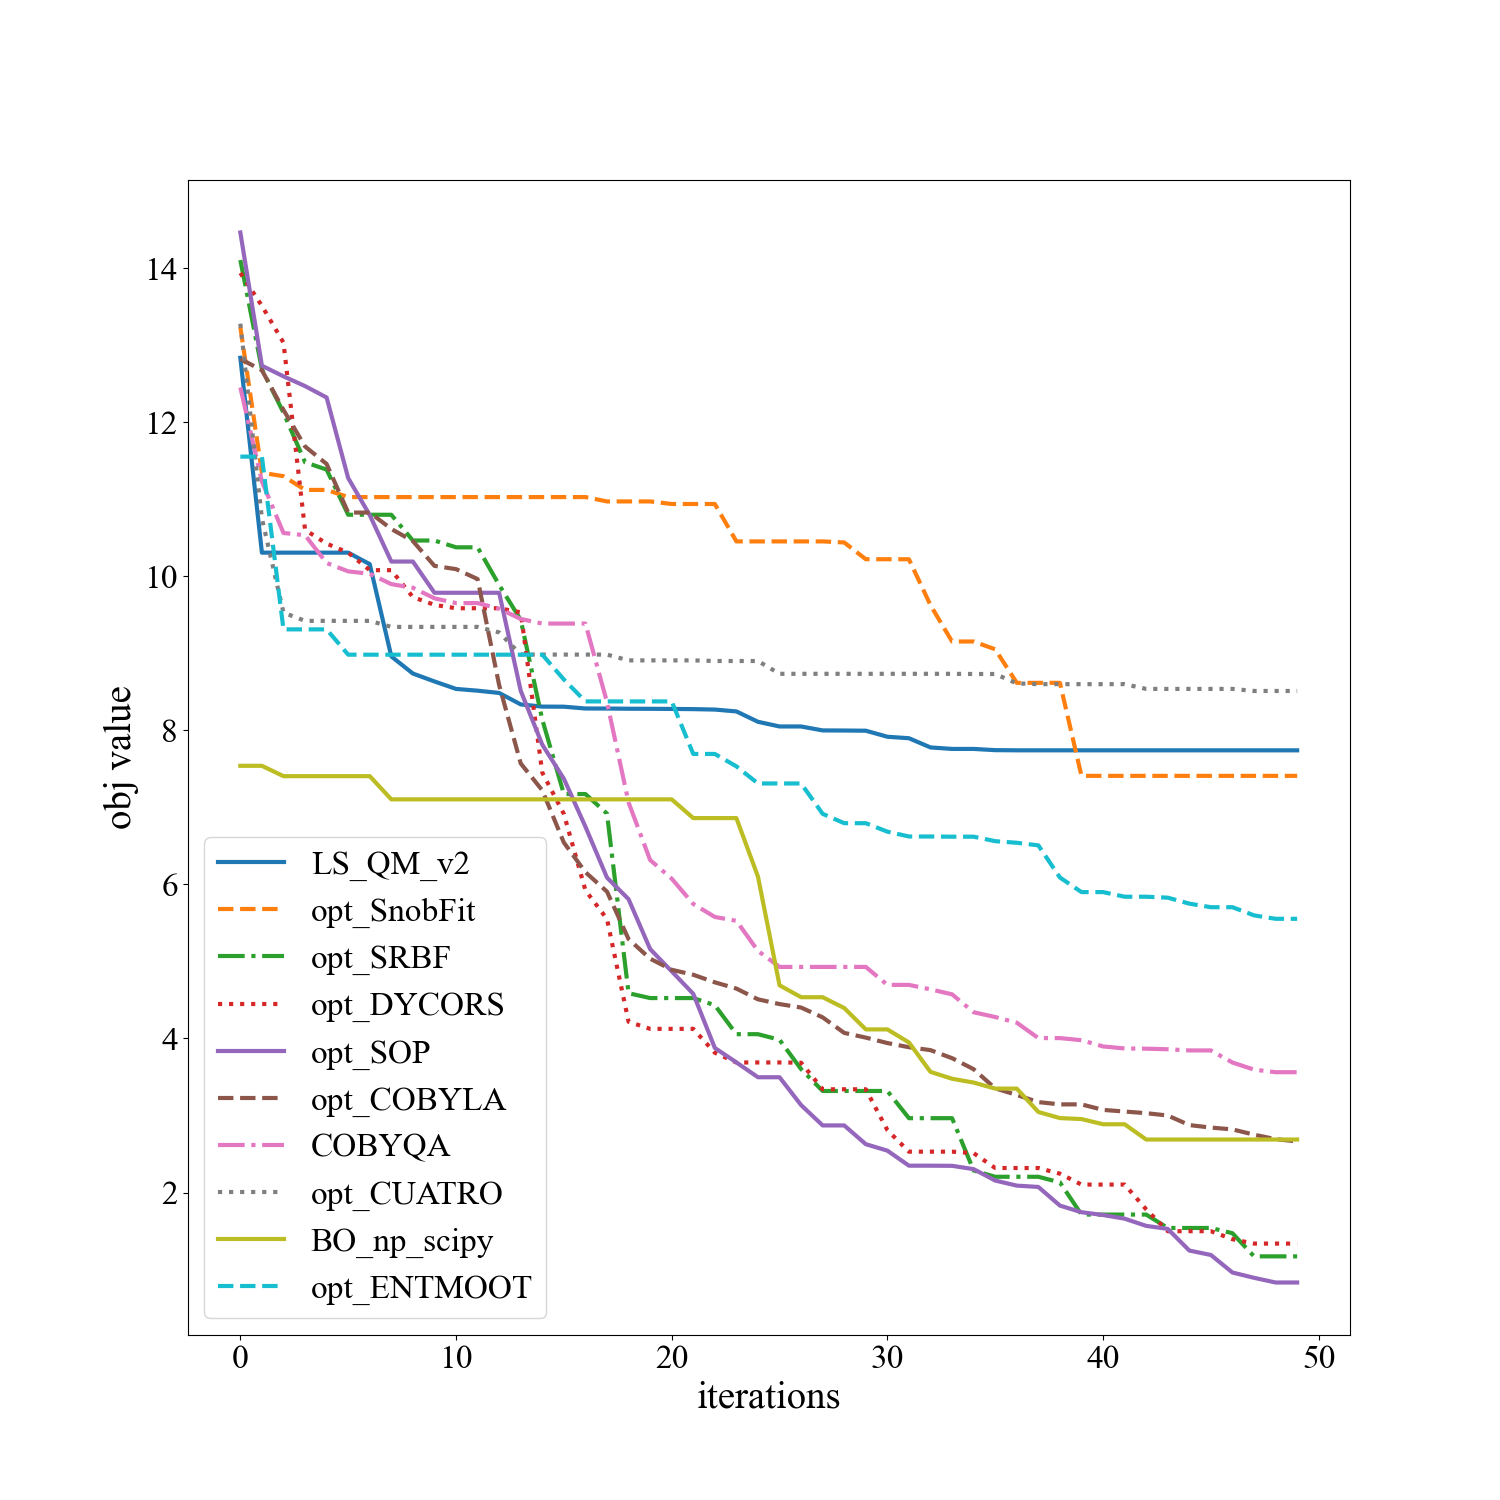 14
12
10
8
6
4
2
obj value
LS_QM_v2
opt_SnobFit
opt_SRBF
opt_DYCORS
opt_SOP
opt_COBYLA
COBYQA
opt_CUATRO
BO_np_scipy
opt_ENTMOOT
0 10 20 30 40 50
iterations